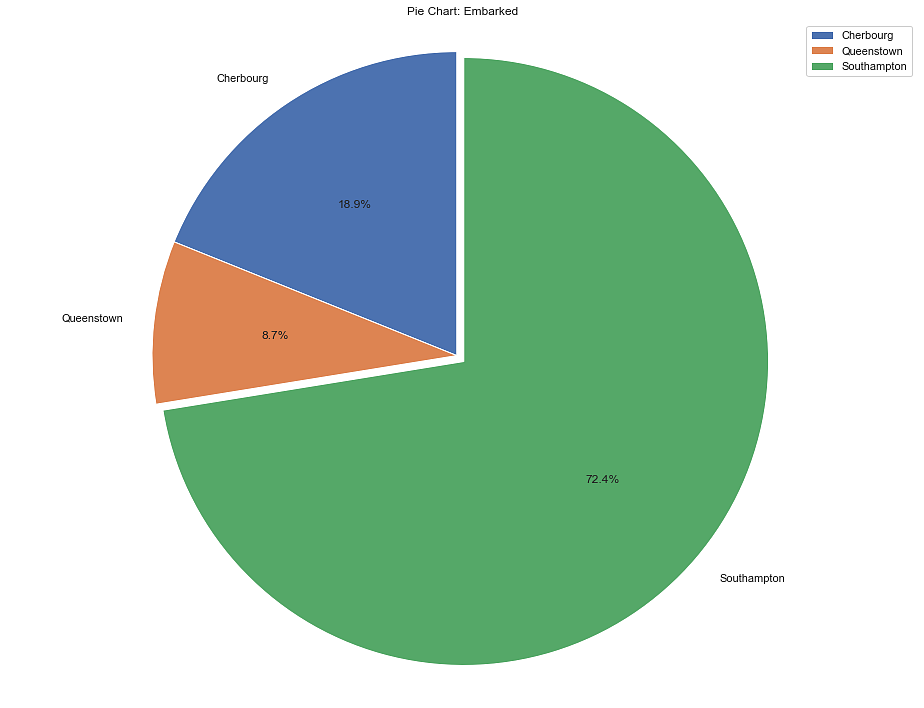 Pie Chart: Embarked
Cherbourg
Queenstown
Southampton
Cherbourg
18.9%
Queenstown
8.7%
72.4%
Southampton